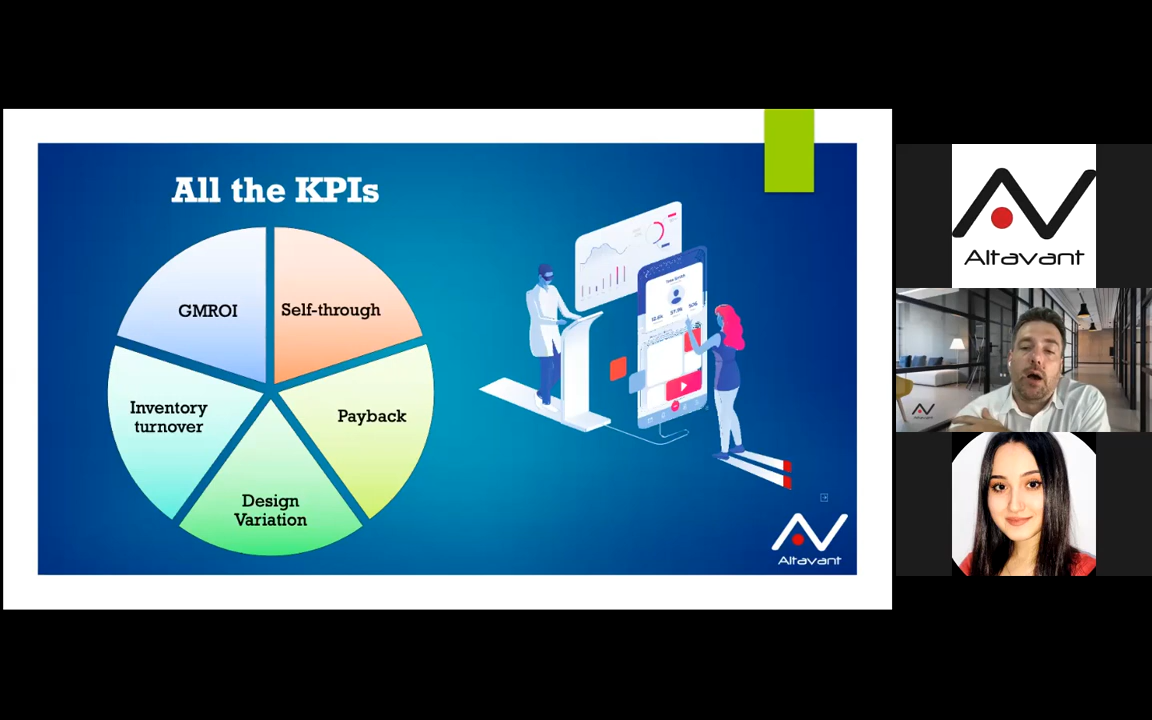 All the KPIs
GMROI
Self-through
Inventory
turnover
Payback
Design
Variation
Altavant
Altavant